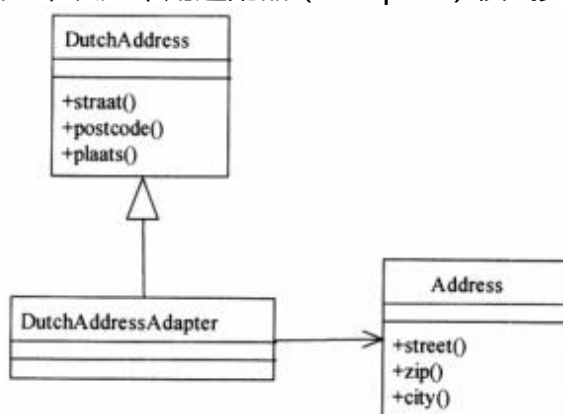 DutchAddress
+straat()
+postcode()
+plaats()
DutchAddressAdapter
Address
+street()
+zip()
+city()